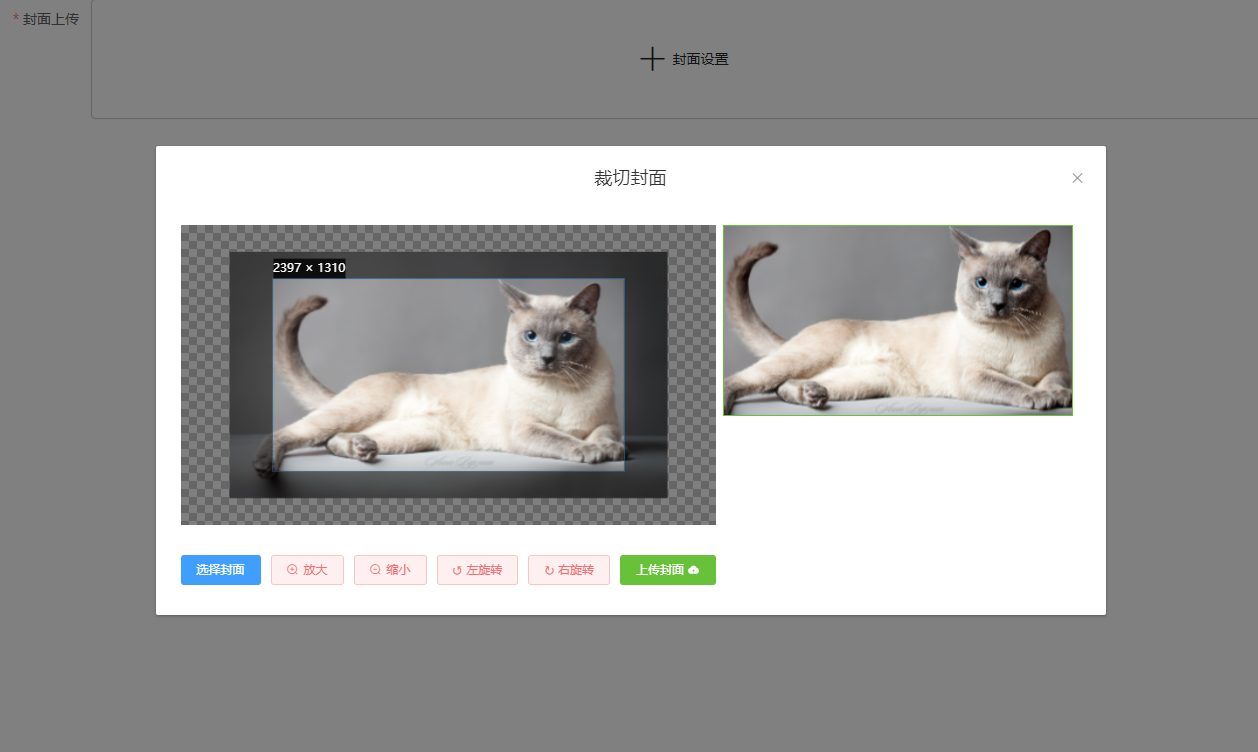 * 封面上传
封面设置
裁切封面
2397 × 1310
选择封面
放大
缩小
左旋转
右旋转
上传封面